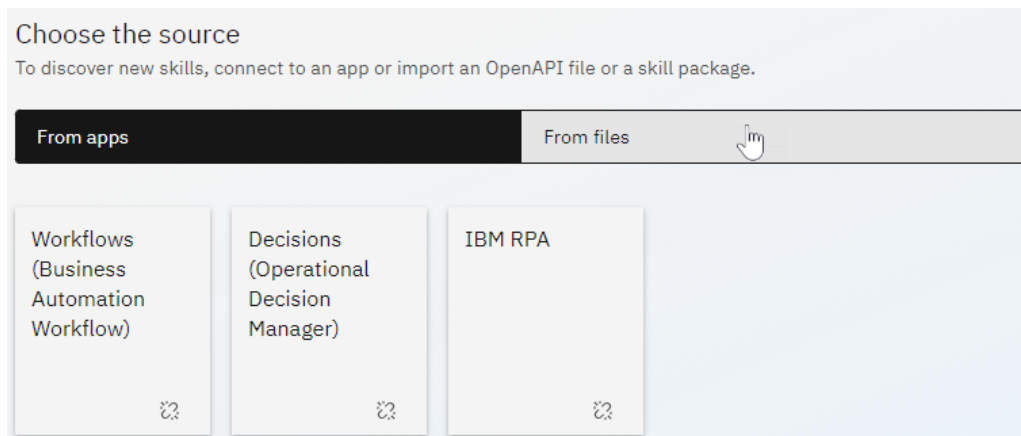 Choose the source
To discover new skills, connect to an app or import an OpenAPI file or a skill package.
From apps
From files
Workflows
(Business
Automation
Workflow)
Decisions
(Operational
Decision
Manager)
IBM RPA